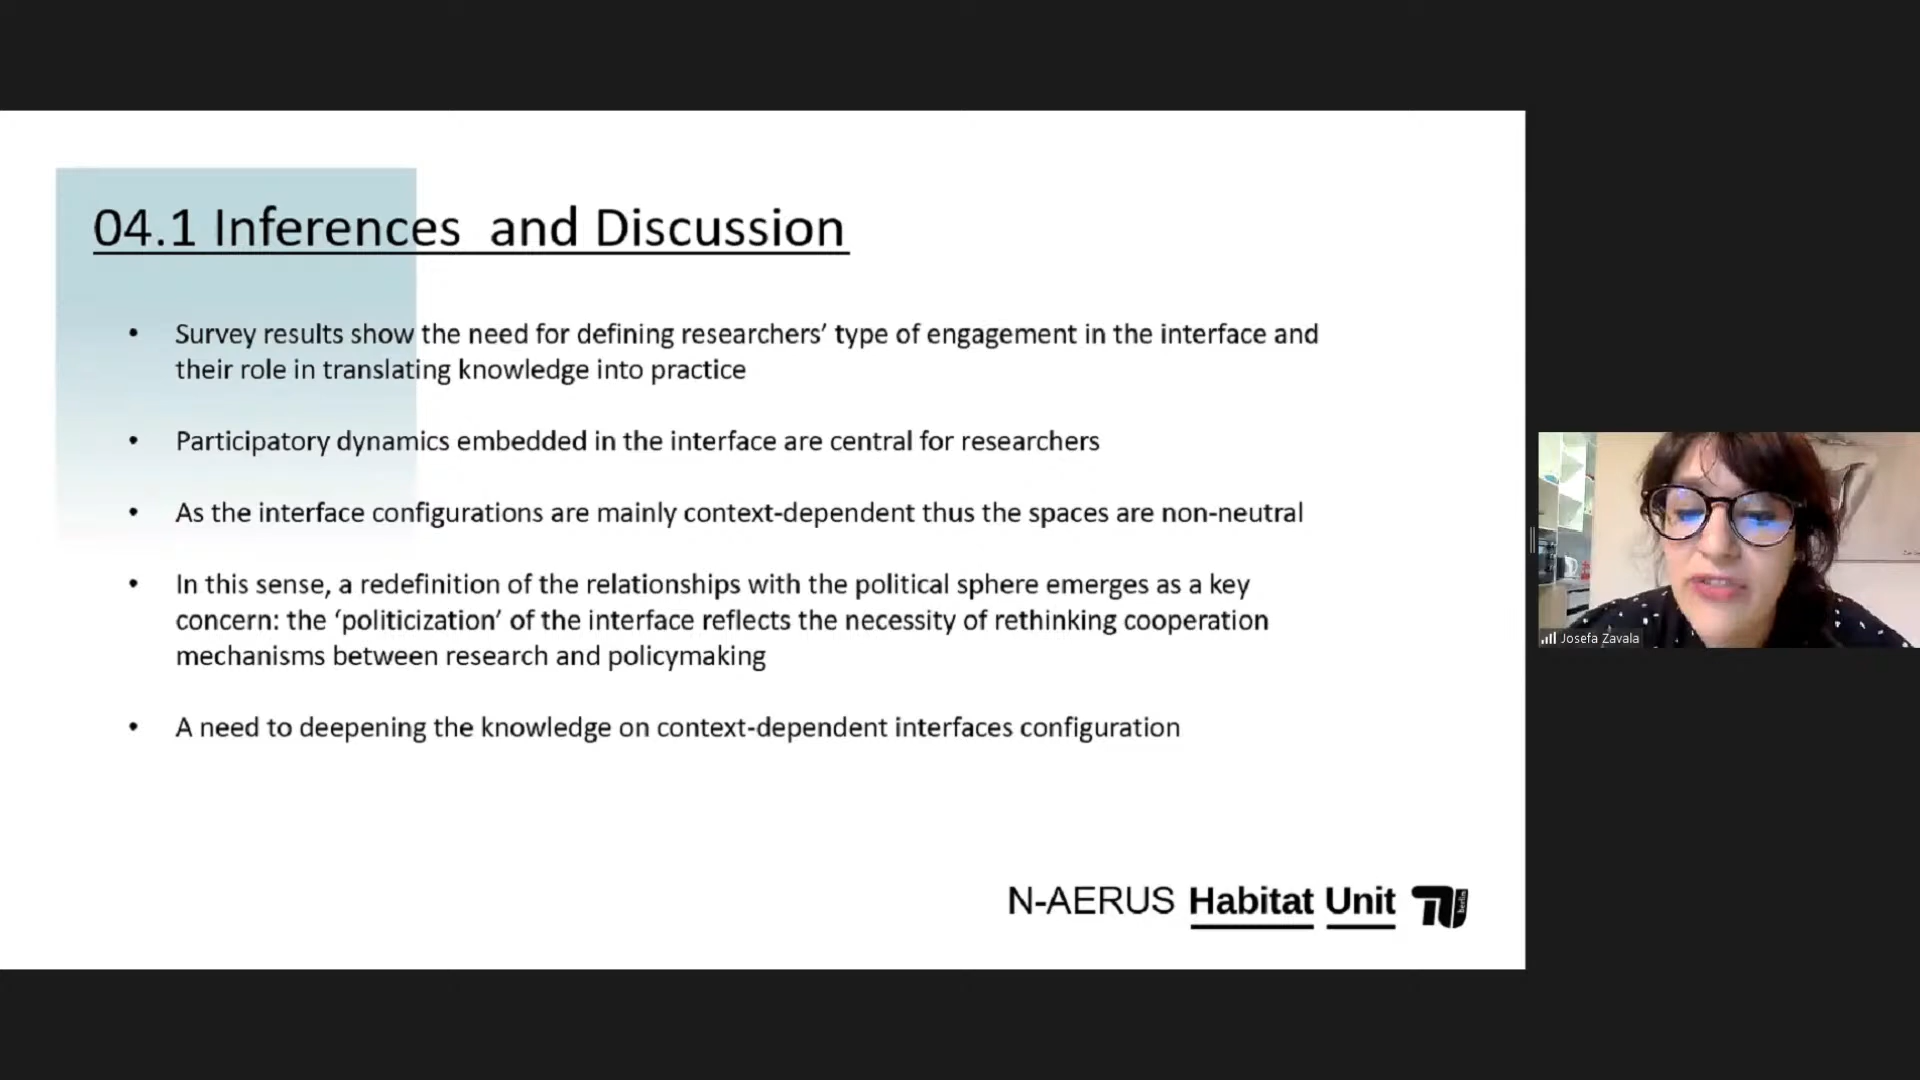 04.1 Inferences  and Discussion
• Survey results show the need for defining researchers’ type of engagement in the interface and
their role in translating knowledge into practice
• Participatory dynamics embedded in the interface are central for researchers
• As the interface configurations are mainly context-dependent thus the spaces are non-neutral
• In this sense, a redefinition of the relationships with the political sphere emerges as a key
concern: the ‘politicization’ of the interface reflects the necessity of rethinking cooperation
mechanisms between research and policymaking
• A need to deepening the knowledge on context-dependent interfaces configuration
Josefa Zavala
N-AERUS Habitat Unit TU berlin